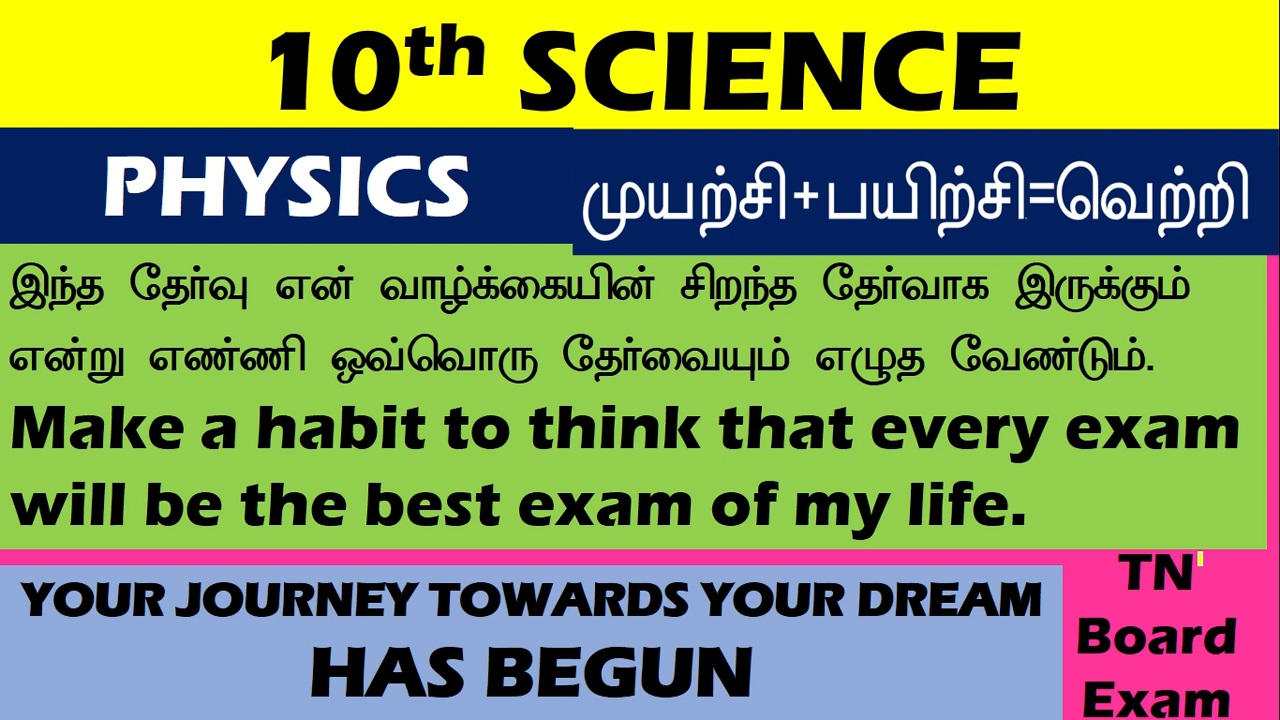 10th SCIENCE
PHYSICS
முயற்சி+பயிற்சி=வெற்றி
இந்த தேர்வு என் வாழ்க்கையின் சிறந்த தேர்வாக இருக்கும்
என்று எண்ணி ஒவ்வொரு தேர்வையும் எழுத வேண்டும்.
Make a habit to think that every exam
will be the best exam of my life.
YOUR JOURNEY TOWARDS YOUR DREAM
HAS BEGUN
TN
Board
Exam